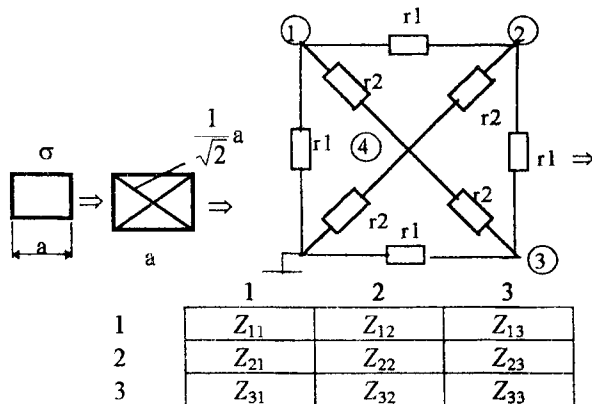 1 r1 2
r2 r2
1/√2 a
σ r1 4 r1 ⇒
⇒ ⇒
r2 r2
a a r1 3
1 2 3
1 Z11 Z12 Z13
2 Z21 Z22 Z23
3 Z31 Z32 Z33